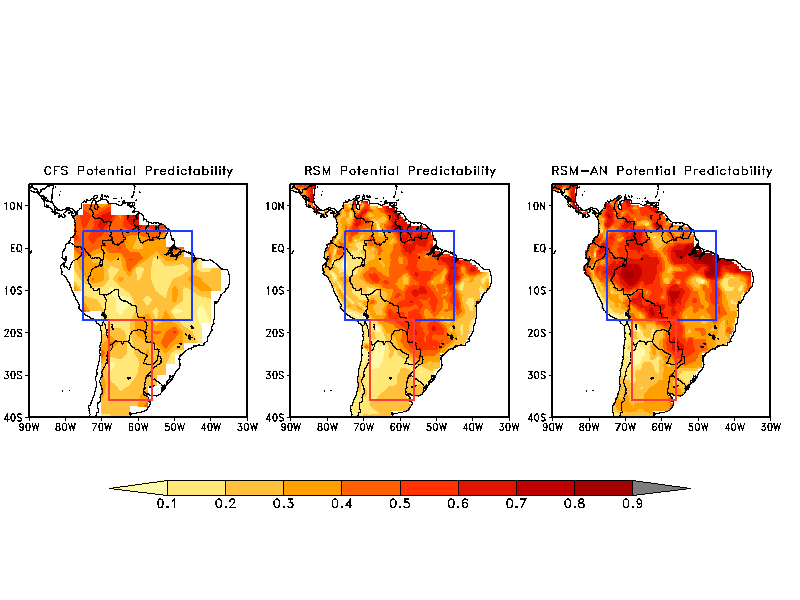 CFS Potential Predictability
RSM Potential Predictability
RSM-AN Potential Predictability
10N
EQ
10S
20S
30S
40S
90W 80W 70W 60W 50W 40W 30W
10N
EQ
10S
20S
30S
40S
90W 80W 70W 60W 50W 40W 30W
10N
EQ
10S
20S
30S
40S
90W 80W 70W 60W 50W 40W 30W
0.1 0.2 0.3 0.4 0.5 0.6 0.7 0.8 0.9